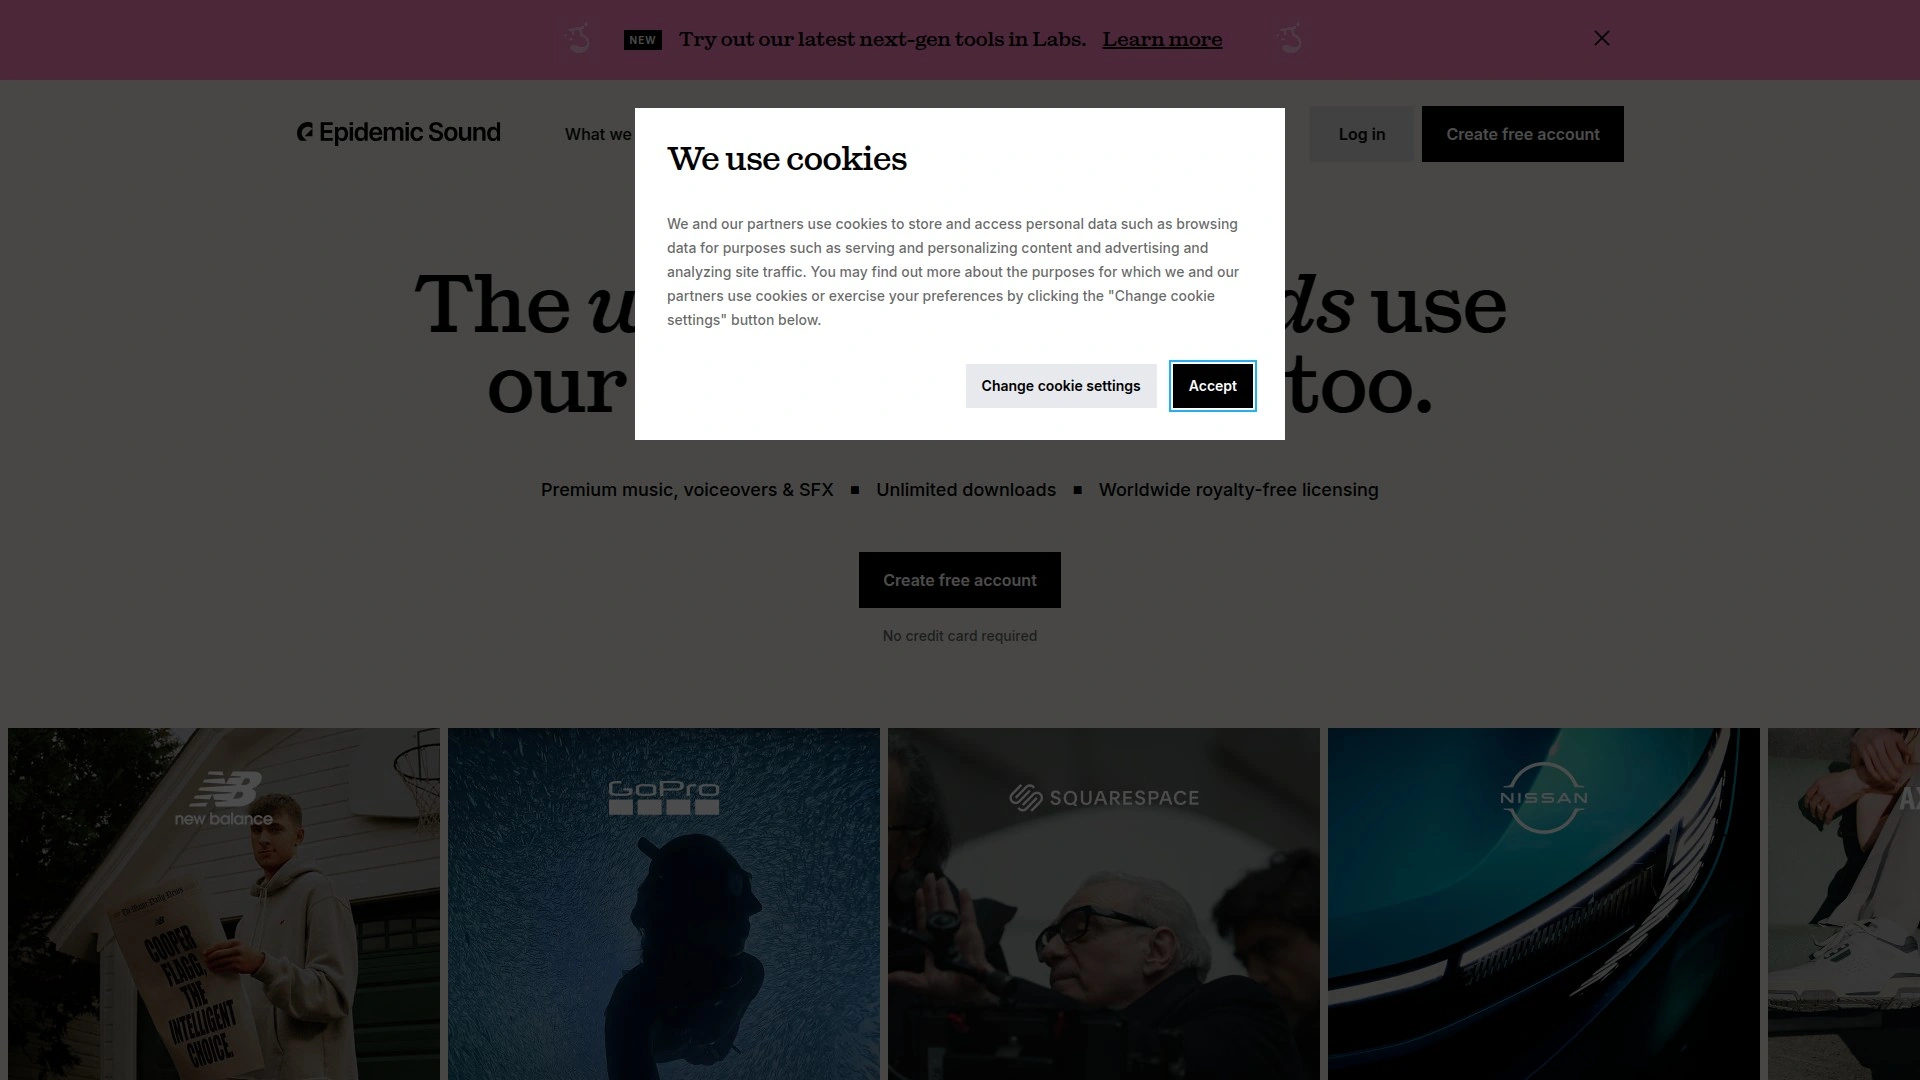 NEW Try out our latest next-gen tools in Labs. Learn more
Epidemic Sound What we Log in Create free account
We use cookies
We and our partners use cookies to store and access personal data such as browsing
data for purposes such as serving and personalizing content and advertising and
analyzing site traffic. You may find out more about the purposes for which we and our
partners use cookies or exercise your preferences by clicking the "Change cookie
settings" button below.
Change cookie settings Accept
The use
our too.
Premium music, voiceovers & SFX ■ Unlimited downloads ■ Worldwide royalty-free licensing
Create free account
No credit card required
NB
new balance
GoPro
SQUARESPACE
NISSAN
COOPER
FLAGG,
THE
INTELLIGENT
CHOICE.